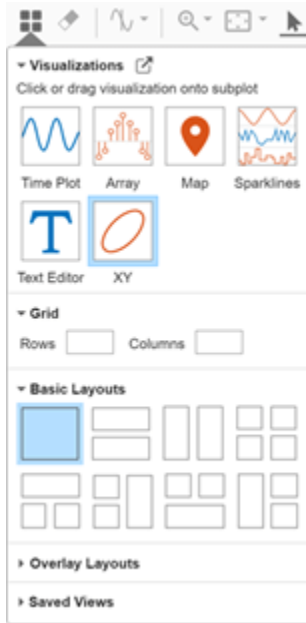 Visualizations
Click or drag visualization onto subplot
Time Plot Array Map Sparklines
T
Text Editor XY
Grid
Rows Columns
Basic Layouts
Overlay Layouts
Saved Views